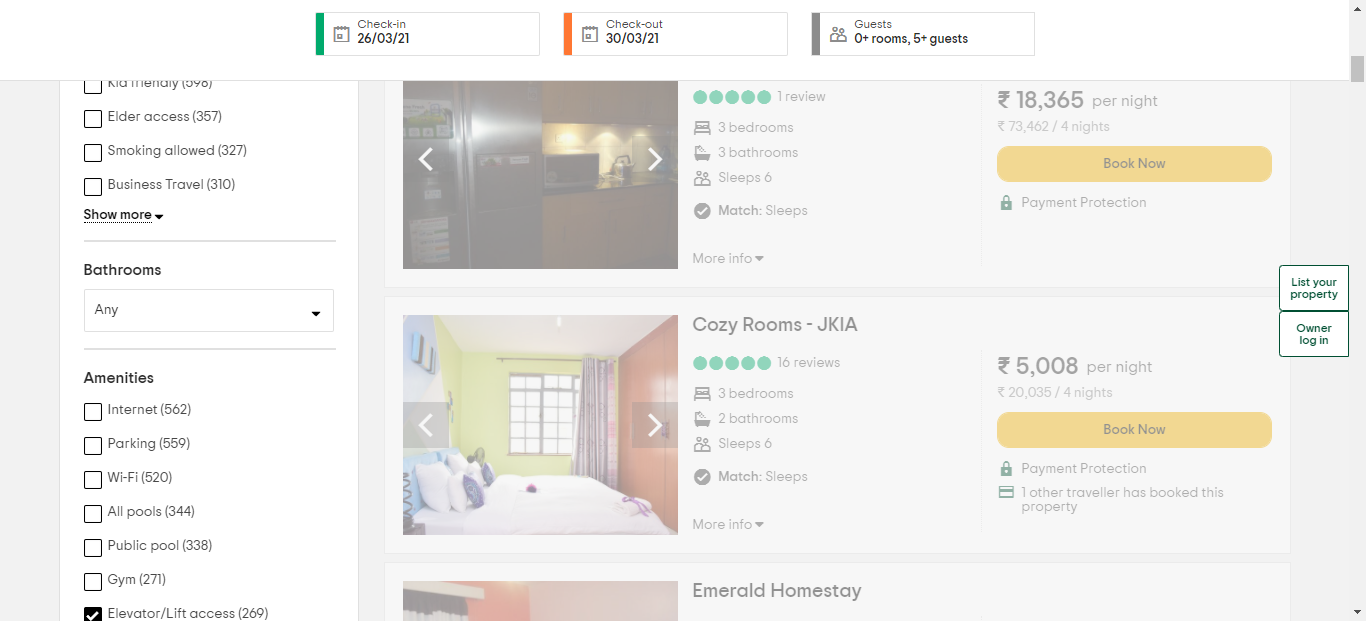 Check-in
26/03/21
Check-out
30/03/21
Guests
0+ rooms, 5+ guests
Kid friendly (598)
Elder access (357)
Smoking allowed (327)
Business Travel (310)
Show more
Bathrooms
Any
Amenities
Internet (562)
Parking (559)
Wi-Fi (520)
All pools (344)
Public pool (338)
Gym (271)
Elevator/Lift access (269)
1 review
3 bedrooms
3 bathrooms
Sleeps 6
Match: Sleeps
More info
₹ 18,365 per night
₹ 73,462 / 4 nights
Book Now
Payment Protection
Cozy Rooms - JKIA
16 reviews
3 bedrooms
2 bathrooms
Sleeps 6
Match: Sleeps
More info
₹ 5,008 per night
₹ 20,035 / 4 nights
Book Now
Payment Protection
1 other traveller has booked this
property
Emerald Homestay
List your
property
Owner
log in